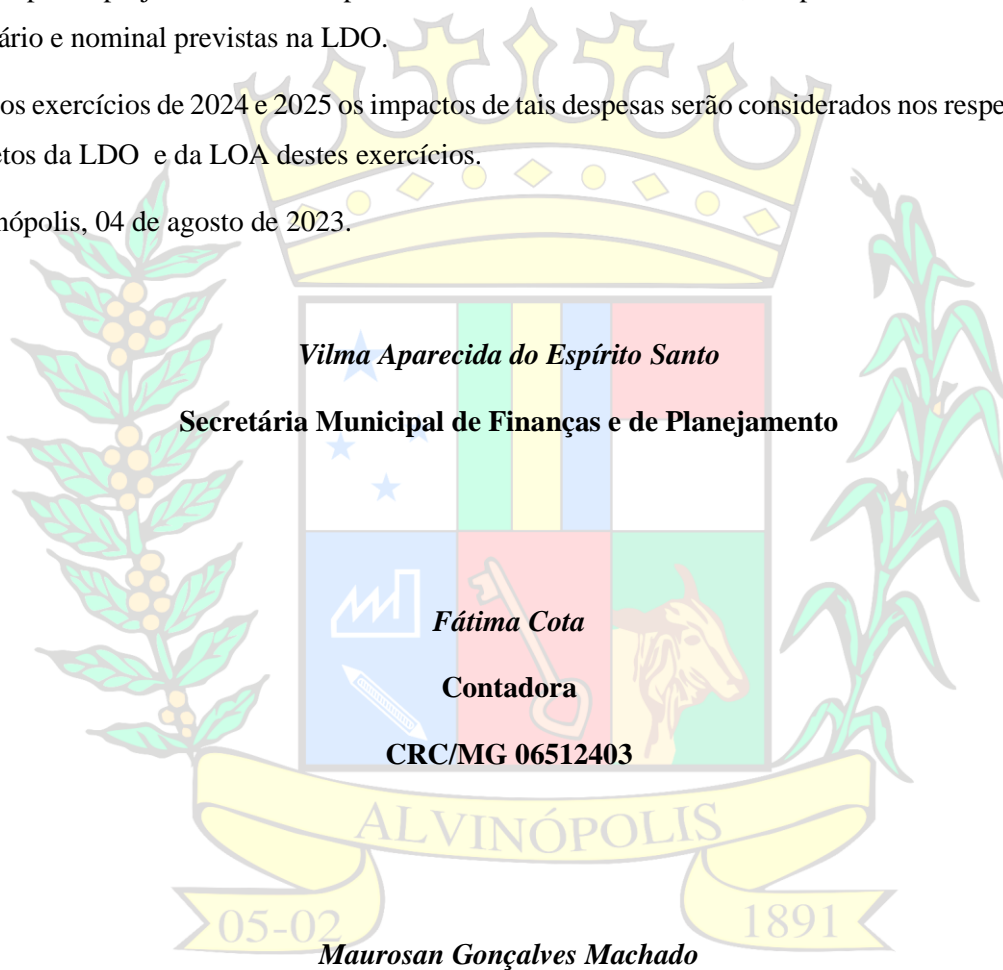 ário e nominal previstas na LDO.
os exercícios de 2024 e 2025 os impactos de tais despesas serão considerados nos respe
etos da LDO e da LOA destes exercícios.
nópolis, 04 de agosto de 2023.
Vilma Aparecida do Espírito Santo
Secretária Municipal de Finanças e de Planejamento
Fátima Cota
Contadora
CRC/MG 06512403
ALVINÓPOLIS
05-02
1891
Maurosan Gonçalves Machado